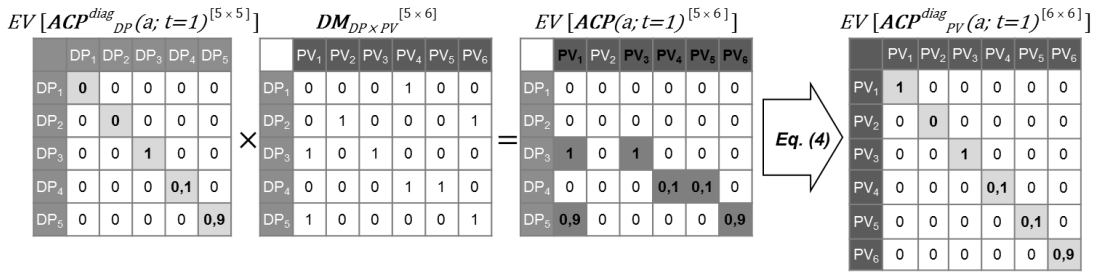 EV [ACP^diag_DP(a; t=1)^[5×5]]
DM_DP×PV^[5×6]
EV [ACP(a; t=1)^[5×6]]
EV [ACP^diag_PV(a; t=1)^[6×6]]
DP₁ DP₂ DP₃ DP₄ DP₅
DP₁ 0 0 0 0 0
DP₂ 0 0 0 0 0
DP₃ 0 0 1 0 0
DP₄ 0 0 0 0,1 0
DP₅ 0 0 0 0 0,9
×
PV₁ PV₂ PV₃ PV₄ PV₅ PV₆
DP₁ 0 0 0 1 0 0
DP₂ 0 1 0 0 0 1
DP₃ 1 0 1 0 0 0
DP₄ 0 0 0 1 1 0
DP₅ 1 0 0 0 0 1
=
PV₁ PV₂ PV₃ PV₄ PV₅ PV₆
DP₁ 0 0 0 0 0 0
DP₂ 0 0 0 0 0 0
DP₃ 1 0 1 0 0 0
DP₄ 0 0 0 0,1 0,1 0
DP₅ 0,9 0 0 0 0 0,9
Eq. (4)
PV₁ PV₂ PV₃ PV₄ PV₅ PV₆
PV₁ 1 0 0 0 0 0
PV₂ 0 0 0 0 0 0
PV₃ 0 0 1 0 0 0
PV₄ 0 0 0 0,1 0 0
PV₅ 0 0 0 0 0,1 0
PV₆ 0 0 0 0 0 0,9